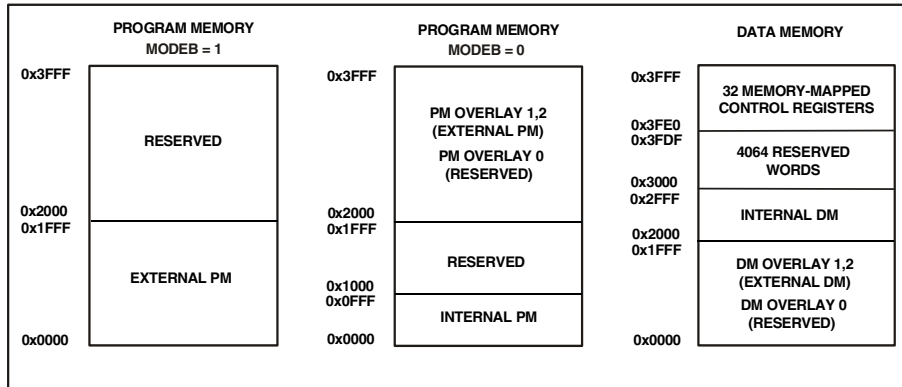 PROGRAM MEMORY
MODEB = 1
0x3FFF
RESERVED
0x2000
0x1FFF
EXTERNAL PM
0x0000
PROGRAM MEMORY
MODEB = 0
0x3FFF
PM OVERLAY 1,2
(EXTERNAL PM)
PM OVERLAY 0
(RESERVED)
0x2000
0x1FFF
RESERVED
0x1000
0x0FFF
INTERNAL PM
0x0000
DATA MEMORY
0x3FFF
32 MEMORY-MAPPED
CONTROL REGISTERS
0x3FE0
0x3FDF
4064 RESERVED
WORDS
0x3000
0x2FFF
INTERNAL DM
0x2000
0x1FFF
DM OVERLAY 1,2
(EXTERNAL DM)
DM OVERLAY 0
(RESERVED)
0x0000